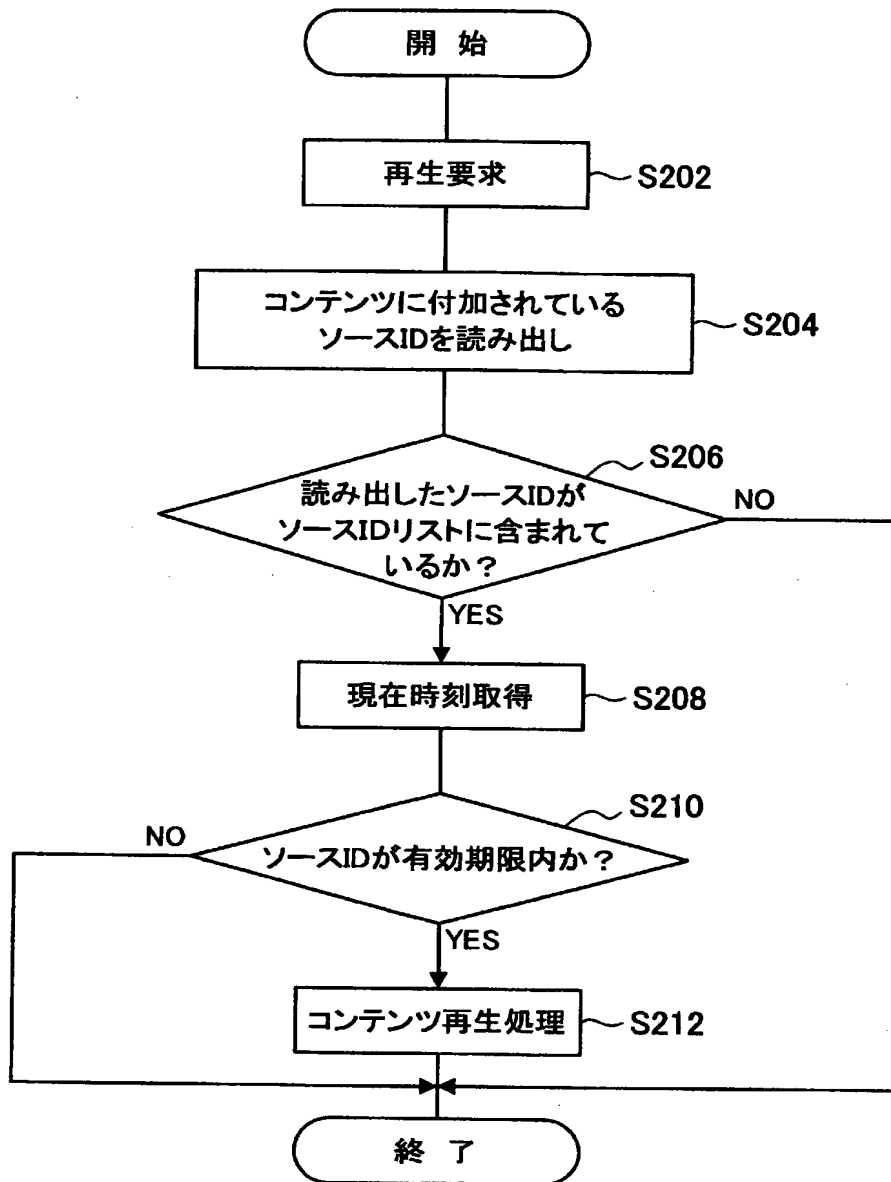 開 始
再生要求
S202
コンテンツに付加されている
ソースIDを読み出し
S204
S206
読み出したソースIDが
ソースIDリストに含まれて
いるか？
NO
YES
現在時刻取得
S208
S210
NO
ソースIDが有効期限内か？
YES
コンテンツ再生処理
S212
終 了